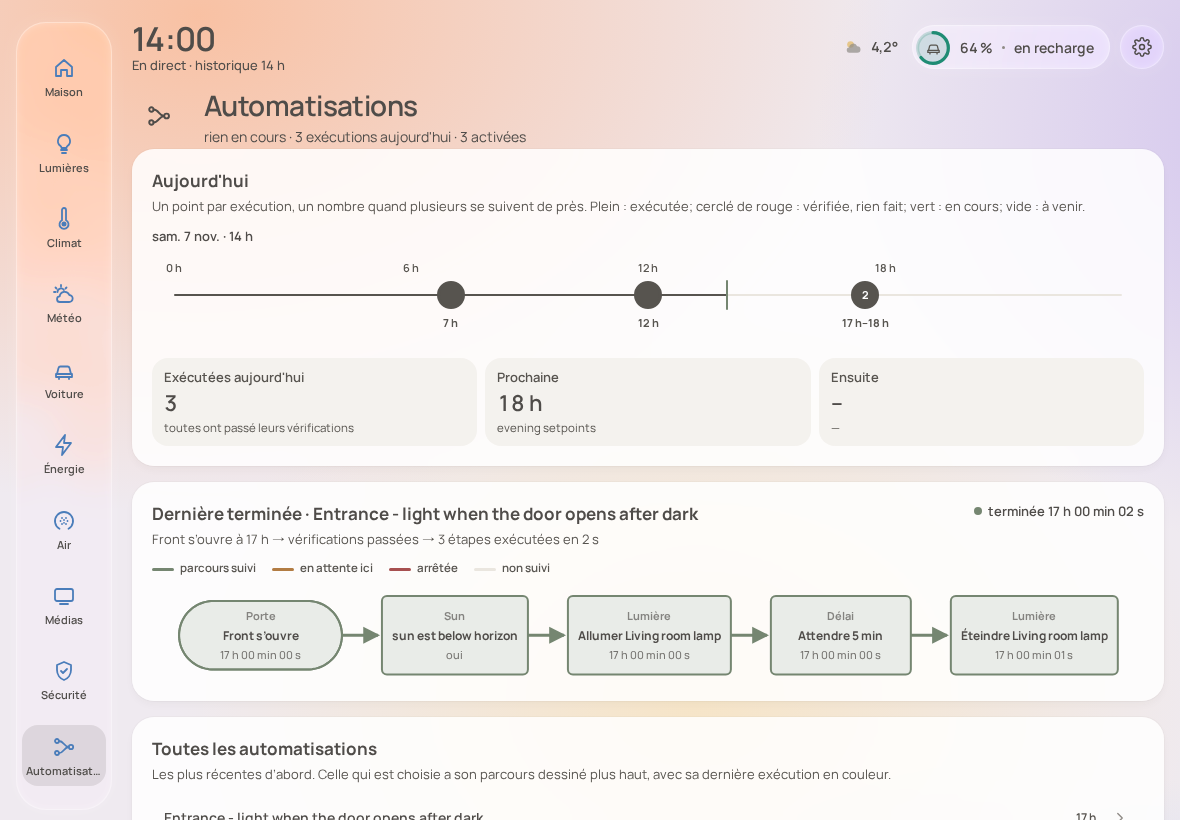 14:00
En direct · historique 14 h
4,2°
64 % • en recharge
Maison
Lumières
Climat
Météo
Voiture
Énergie
Air
Médias
Sécurité
Automatisat…
Automatisations
rien en cours · 3 exécutions aujourd'hui · 3 activées
Aujourd'hui
Un point par exécution, un nombre quand plusieurs se suivent de près. Plein : exécutée; cerclé de rouge : vérifiée, rien fait; vert : en cours; vide : à venir.
sam. 7 nov. · 14 h
0 h 6 h 12 h 18 h
2
7 h 12 h 17 h–18 h
Exécutées aujourd'hui
3
toutes ont passé leurs vérifications
Prochaine
18 h
evening setpoints
Ensuite
–
—
Dernière terminée · Entrance - light when the door opens after dark
terminée 17 h 00 min 02 s
Front s'ouvre à 17 h → vérifications passées → 3 étapes exécutées en 2 s
parcours suivi en attente ici arrêtée non suivi
Porte
Front s'ouvre
17 h 00 min 00 s
Sun
sun est below horizon
oui
Lumière
Allumer Living room lamp
17 h 00 min 00 s
Délai
Attendre 5 min
17 h 00 min 00 s
Lumière
Éteindre Living room lamp
17 h 00 min 01 s
Toutes les automatisations
Les plus récentes d'abord. Celle qui est choisie a son parcours dessiné plus haut, avec sa dernière exécution en couleur.
Entrance - light when the door opens after dark
17 h